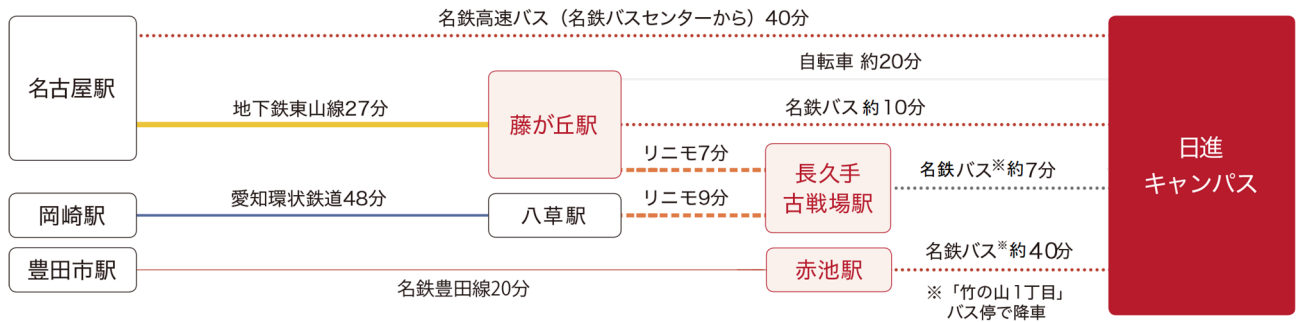 名鉄高速バス（名鉄バスセンターから）40分
名古屋駅
地下鉄東山線27分
藤が丘駅
自転車 約20分
名鉄バス 約10分
リニモ7分
長久手
古戦場駅
名鉄バス※約7分
日進
キャンパス
岡崎駅
愛知環状鉄道48分
八草駅
リニモ9分
豊田市駅
名鉄豊田線20分
赤池駅
名鉄バス※約40分
※「竹の山1丁目」
バス停で降車